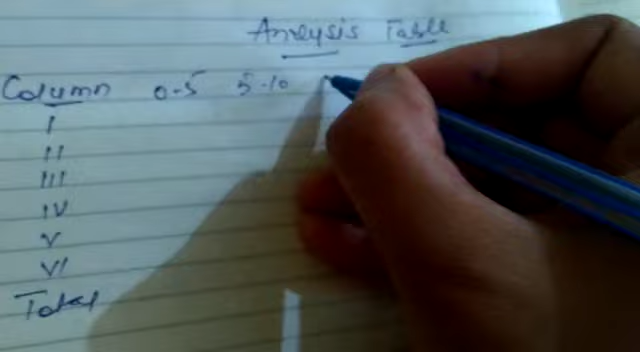 Analysis Table
Column 0-5 5-10
I
II
III
IV
V
VI
Total